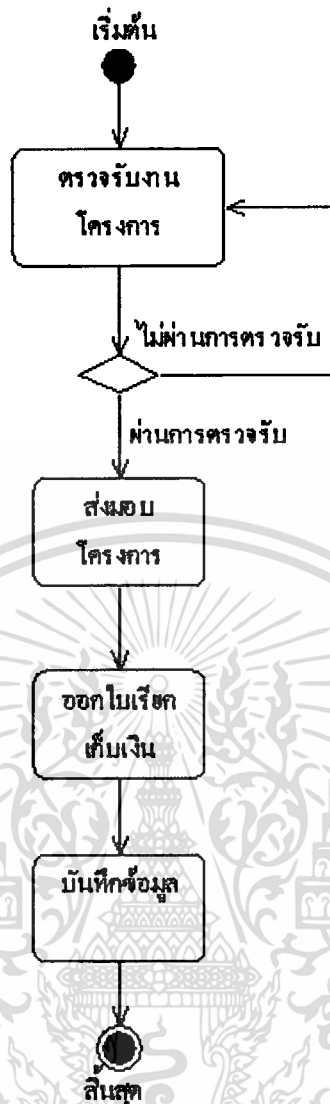 เริ่มต้น
ตรวจรับงาน
โครงการ
ไม่ผ่านการตรวจรับ
ผ่านการตรวจรับ
ส่งมอบ
โครงการ
ออกใบเรียก
เก็บเงิน
บันทึกข้อมูล
สิ้นสุด